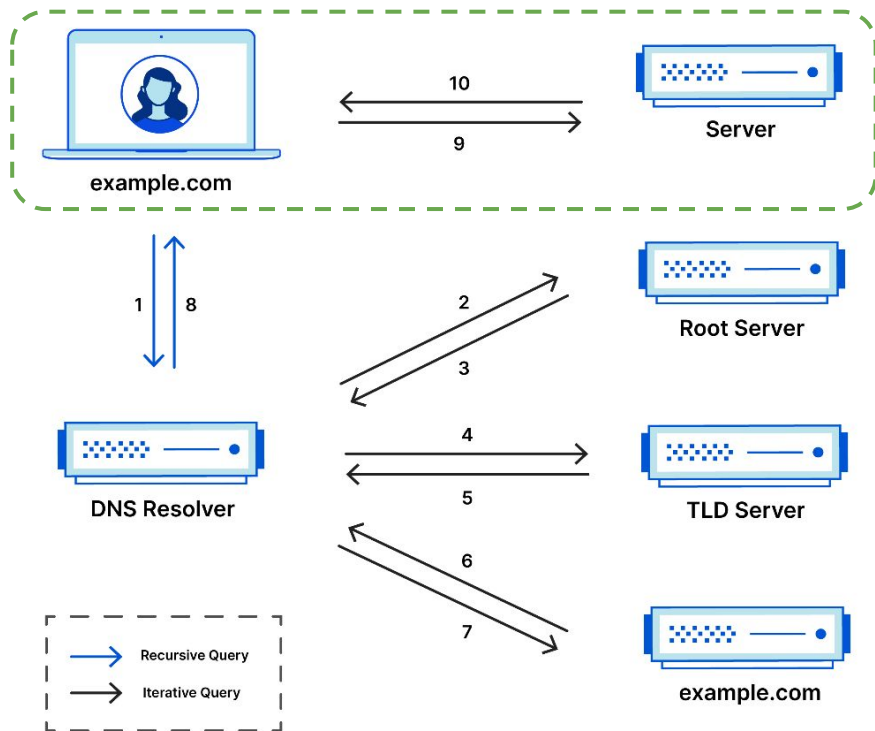 10
9
Server
example.com
1
8
2
3
Root Server
4
5
DNS Resolver
TLD Server
6
7
Recursive Query
Iterative Query
example.com